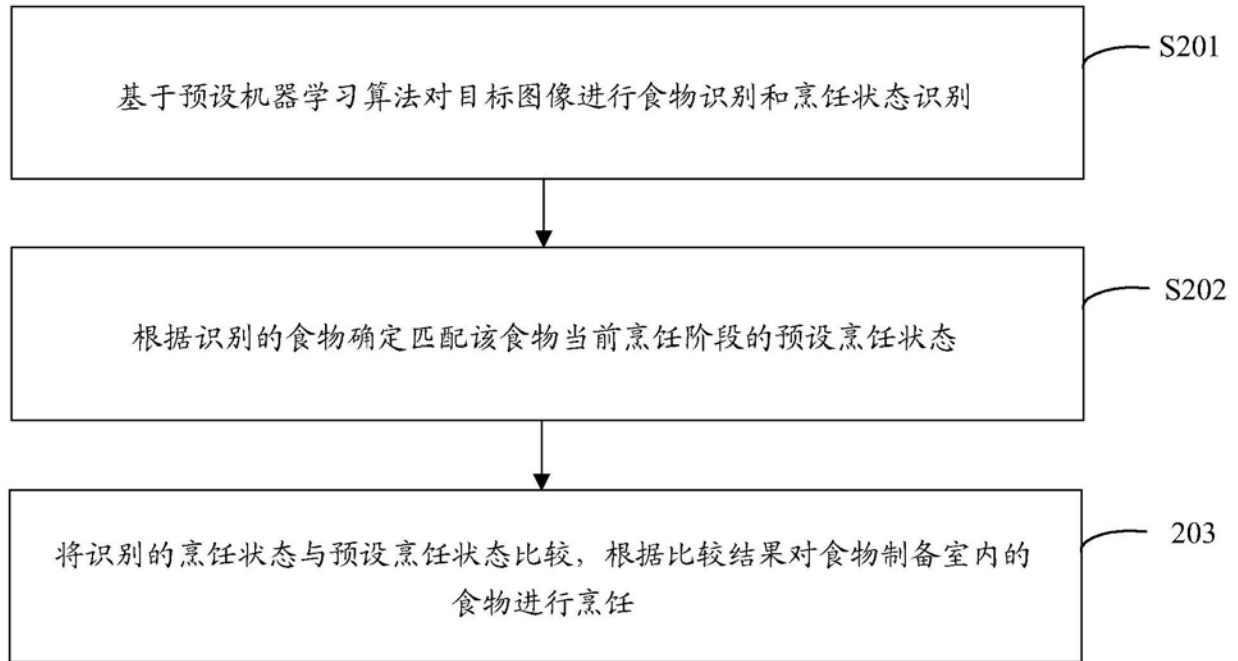 基于预设机器学习算法对目标图像进行食物识别和烹饪状态识别
S201
根据识别的食物确定匹配该食物当前烹饪阶段的预设烹饪状态
S202
将识别的烹饪状态与预设烹饪状态比较，根据比较结果对食物制备室内的
食物进行烹饪
203